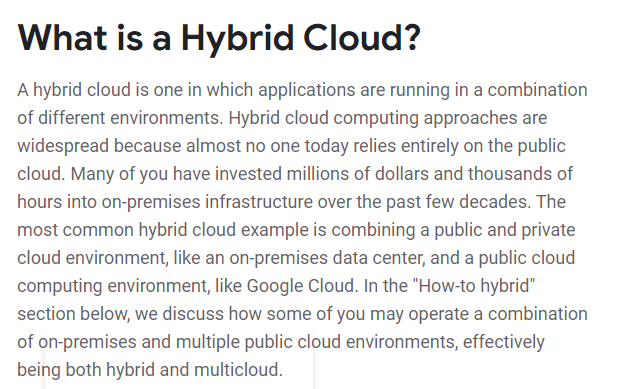 What is a Hybrid Cloud?
A hybrid cloud is one in which applications are running in a combination
of different environments. Hybrid cloud computing approaches are
widespread because almost no one today relies entirely on the public
cloud. Many of you have invested millions of dollars and thousands of
hours into on-premises infrastructure over the past few decades. The
most common hybrid cloud example is combining a public and private
cloud environment, like an on-premises data center, and a public cloud
computing environment, like Google Cloud. In the "How-to hybrid"
section below, we discuss how some of you may operate a combination
of on-premises and multiple public cloud environments, effectively
being both hybrid and multicloud.